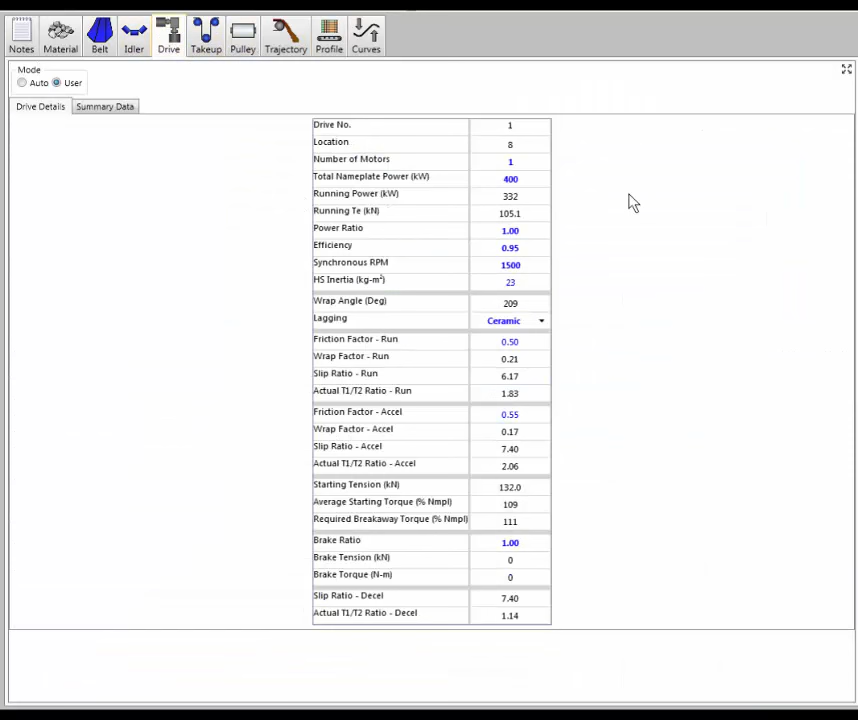 Notes Material Belt Idler Drive Takeup Pulley Trajectory Profile Curves
Mode
Auto User
Drive Details Summary Data
Drive No. 1
Location 8
Number of Motors 1
Total Nameplate Power (kW) 400
Running Power (kW) 332
Running Te (kN) 105.1
Power Ratio 1.00
Efficiency 0.95
Synchronous RPM 1500
HS Inertia (kg-m²) 23
Wrap Angle (Deg) 209
Lagging Ceramic
Friction Factor - Run 0.50
Wrap Factor - Run 0.21
Slip Ratio - Run 6.17
Actual T1/T2 Ratio - Run 1.83
Friction Factor - Accel 0.55
Wrap Factor - Accel 0.17
Slip Ratio - Accel 7.40
Actual T1/T2 Ratio - Accel 2.06
Starting Tension (kN) 132.0
Average Starting Torque (% Nmpl) 109
Required Breakaway Torque (% Nmpl) 111
Brake Ratio 1.00
Brake Tension (kN) 0
Brake Torque (N-m) 0
Slip Ratio - Decel 7.40
Actual T1/T2 Ratio - Decel 1.14